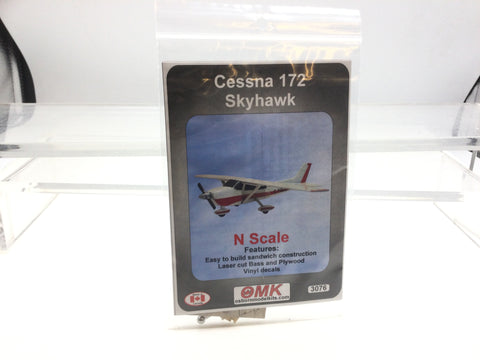 Cessna 172
Skyhawk
N Scale
Features:
Easy to build sandwich construction
Laser cut Bass and Plywood
Vinyl decals
OMK
osbornmodelkits.com
3076